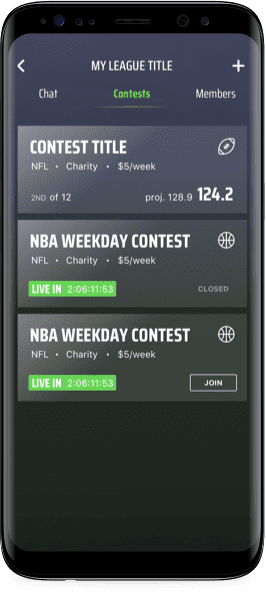 MY LEAGUE TITLE
Chat Contests Members
CONTEST TITLE
NFL • Charity • $5/week
2ND of 12 proj. 128.9 124.2
NBA WEEKDAY CONTEST
NFL • Charity • $5/week
LIVE IN 2:06:11:53 CLOSED
NBA WEEKDAY CONTEST
NFL • Charity • $5/week
LIVE IN 2:06:11:53 JOIN